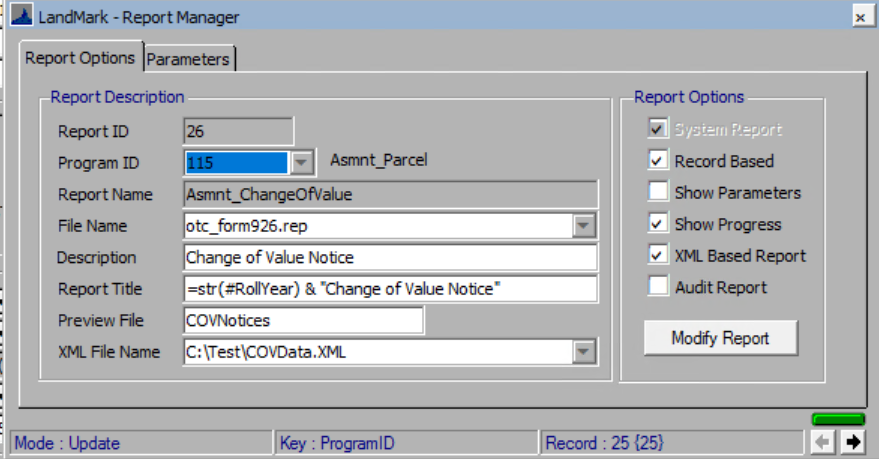 LandMark - Report Manager
Report Options Parameters
Report Description
Report ID 26
Program ID 115 Asmnt_Parcel
Report Name Asmnt_ChangeOfValue
File Name otc_form926.rep
Description Change of Value Notice
Report Title =str(#RollYear) & "Change of Value Notice"
Preview File COVNotices
XML File Name C:\Test\COVData.XML
Report Options
System Report
Record Based
Show Parameters
Show Progress
XML Based Report
Audit Report
Modify Report
Mode : Update Key : ProgramID Record : 25 {25}